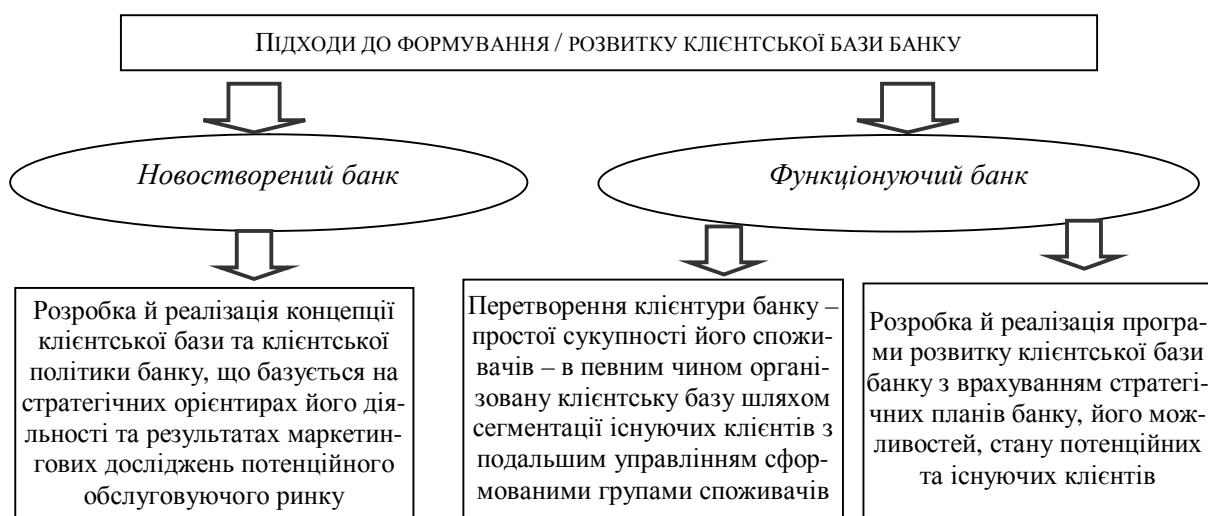 ПІДХОДИ ДО ФОРМУВАННЯ / РОЗВИТКУ КЛІЄНТСЬКОЇ БАЗИ БАНКУ
Новостворений банк
Функціонуючий банк
Розробка й реалізація концепції
клієнтської бази та клієнтської
політики банку, що базується на
стратегічних орієнтирах його ді-
яльності та результатах маркетин-
гових досліджень потенційного
обслуговуючого ринку
Перетворення клієнтури банку –
простої сукупності його спожи-
вачів – в певним чином органі-
зовану клієнтську базу шляхом
сегментації існуючих клієнтів з
подальшим управлінням сфор-
мованими групами споживачів
Розробка й реалізація програ-
ми розвитку клієнтської бази
банку з врахуванням стратегі-
чних планів банку, його мож-
ливостей, стану потенційних
та існуючих клієнтів